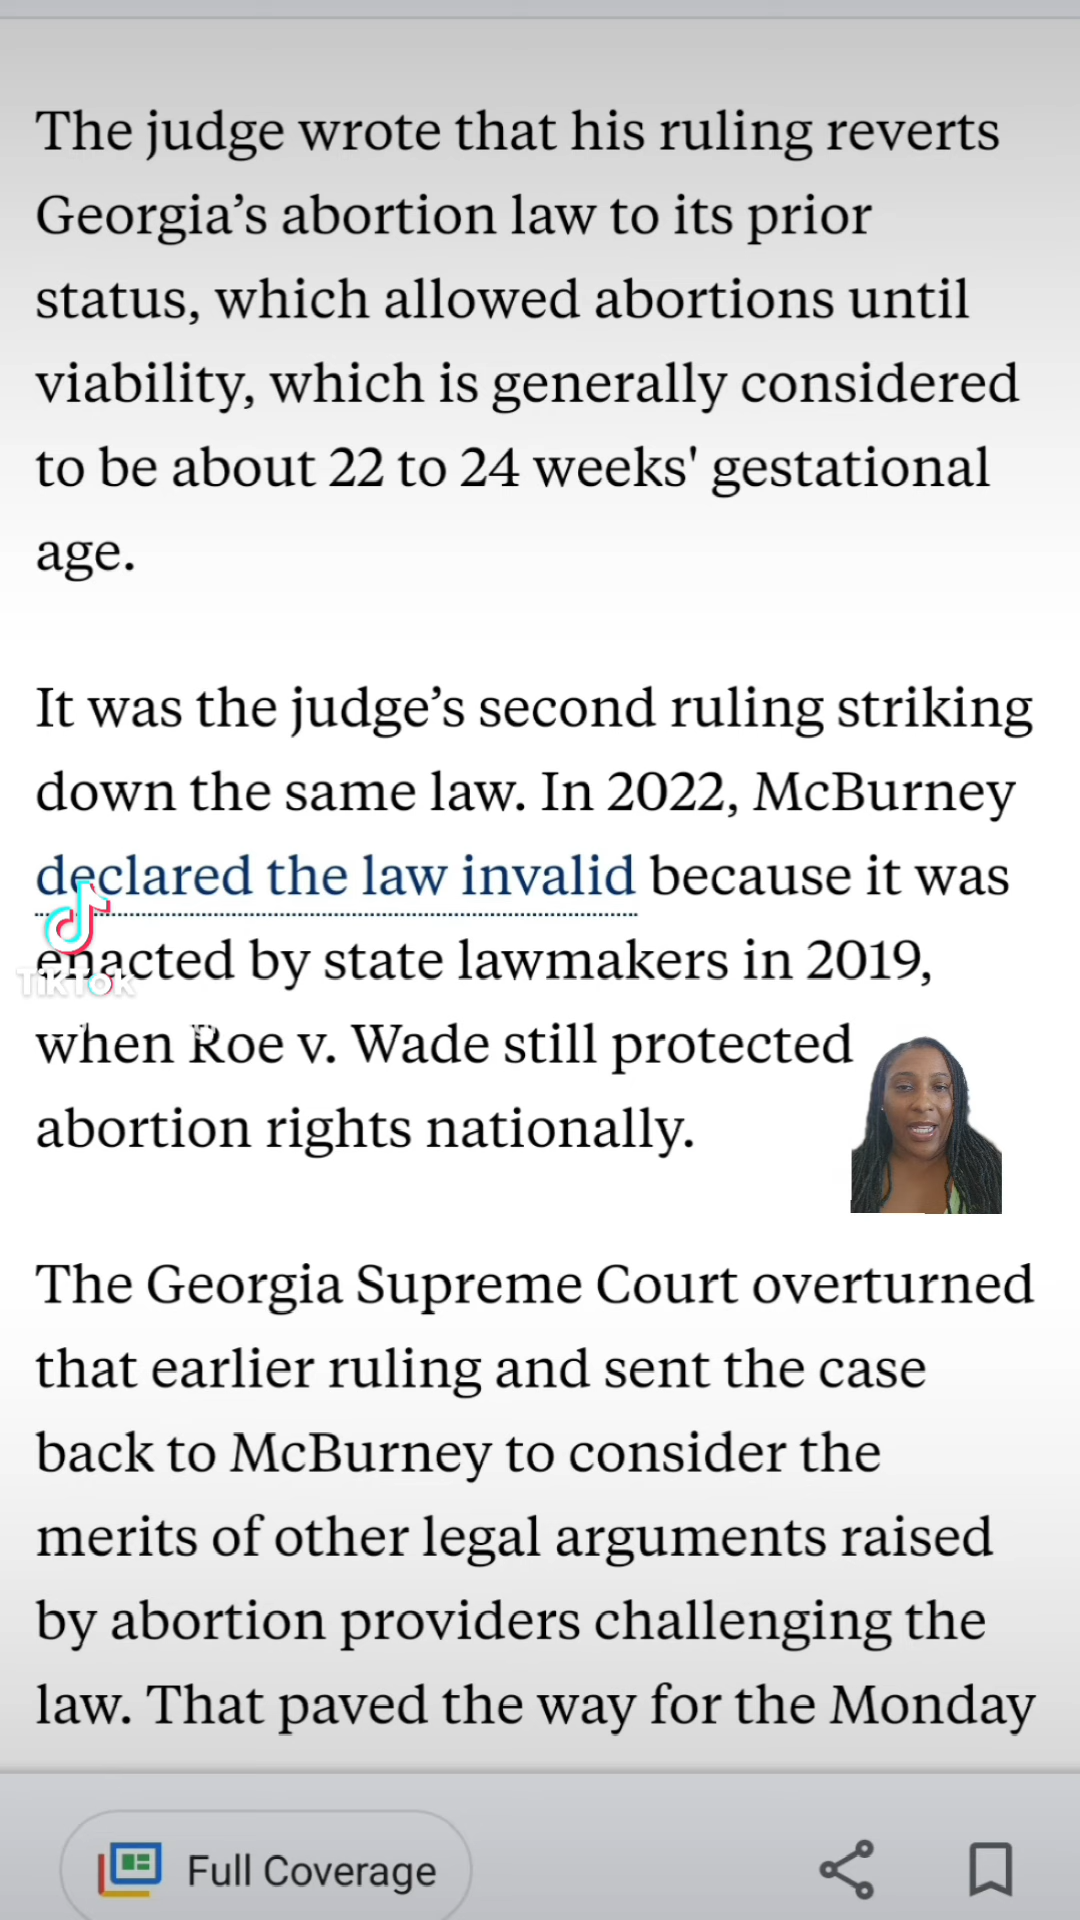 The judge wrote that his ruling reverts
Georgia’s abortion law to its prior
status, which allowed abortions until
viability, which is generally considered
to be about 22 to 24 weeks' gestational
age.
It was the judge’s second ruling striking
down the same law. In 2022, McBurney
declared the law invalid because it was
enacted by state lawmakers in 2019,
TikTok
when Roe v. Wade still protected
abortion rights nationally.
The Georgia Supreme Court overturned
that earlier ruling and sent the case
back to McBurney to consider the
merits of other legal arguments raised
by abortion providers challenging the
law. That paved the way for the Monday
Full Coverage